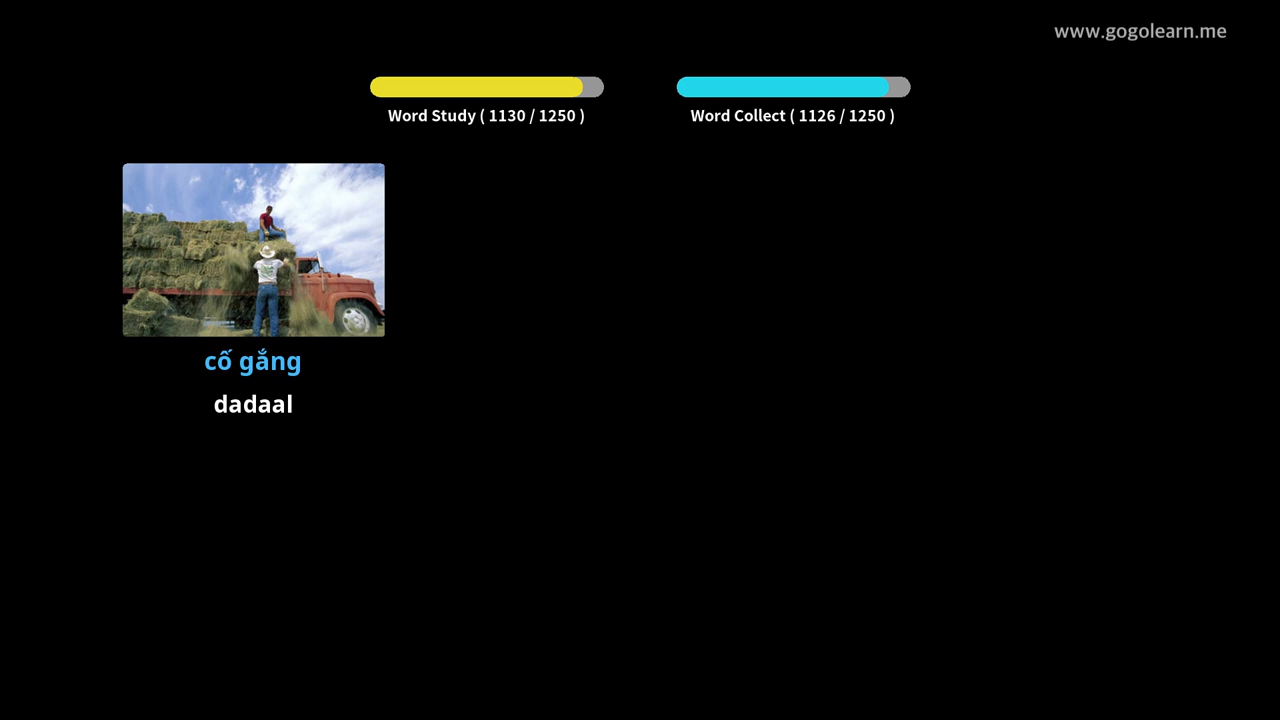 www.gogolearn.me
Word Study ( 1130 / 1250 )
Word Collect ( 1126 / 1250 )
cố gắng
dadaal